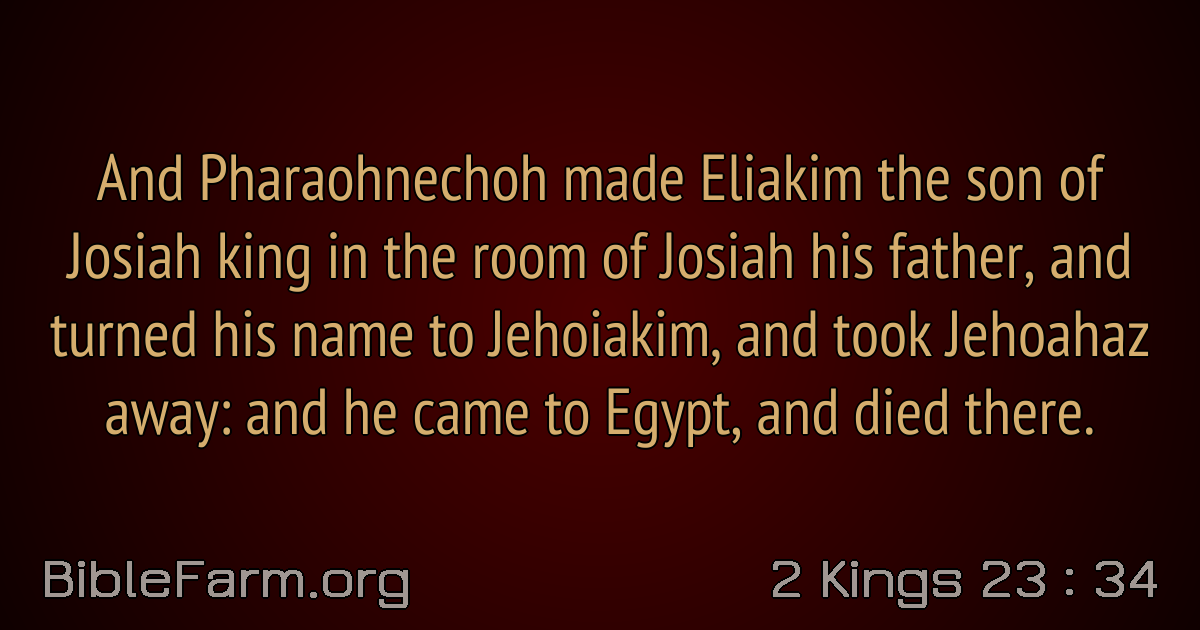 And Pharaohnechoh made Eliakim the son of
Josiah king in the room of Josiah his father, and
turned his name to Jehoiakim, and took Jehoahaz
away: and he came to Egypt, and died there.
BibleFarm.org
2 Kings 23 : 34